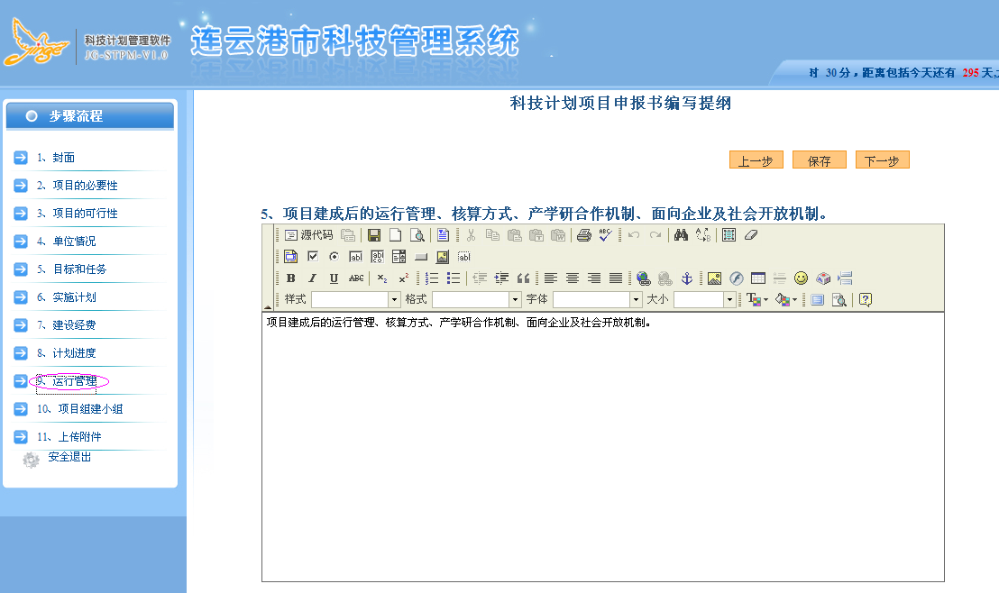 科技计划管理软件
JG-STPM-V1.0
连云港市科技管理系统
时 30分，距离包括今天还有 295天
步骤流程
1、封面
2、项目的必要性
3、项目的可行性
4、单位情况
5、目标和任务
6、实施计划
7、建设经费
8、计划进度
9、运行管理
10、项目组建小组
11、上传附件
安全退出
科技计划项目申报书编写提纲
上一步 保存 下一步
5、项目建成后的运行管理、核算方式、产学研合作机制、面向企业及社会开放机制。
源代码
样式 格式 字体 大小
项目建成后的运行管理、核算方式、产学研合作机制、面向企业及社会开放机制。